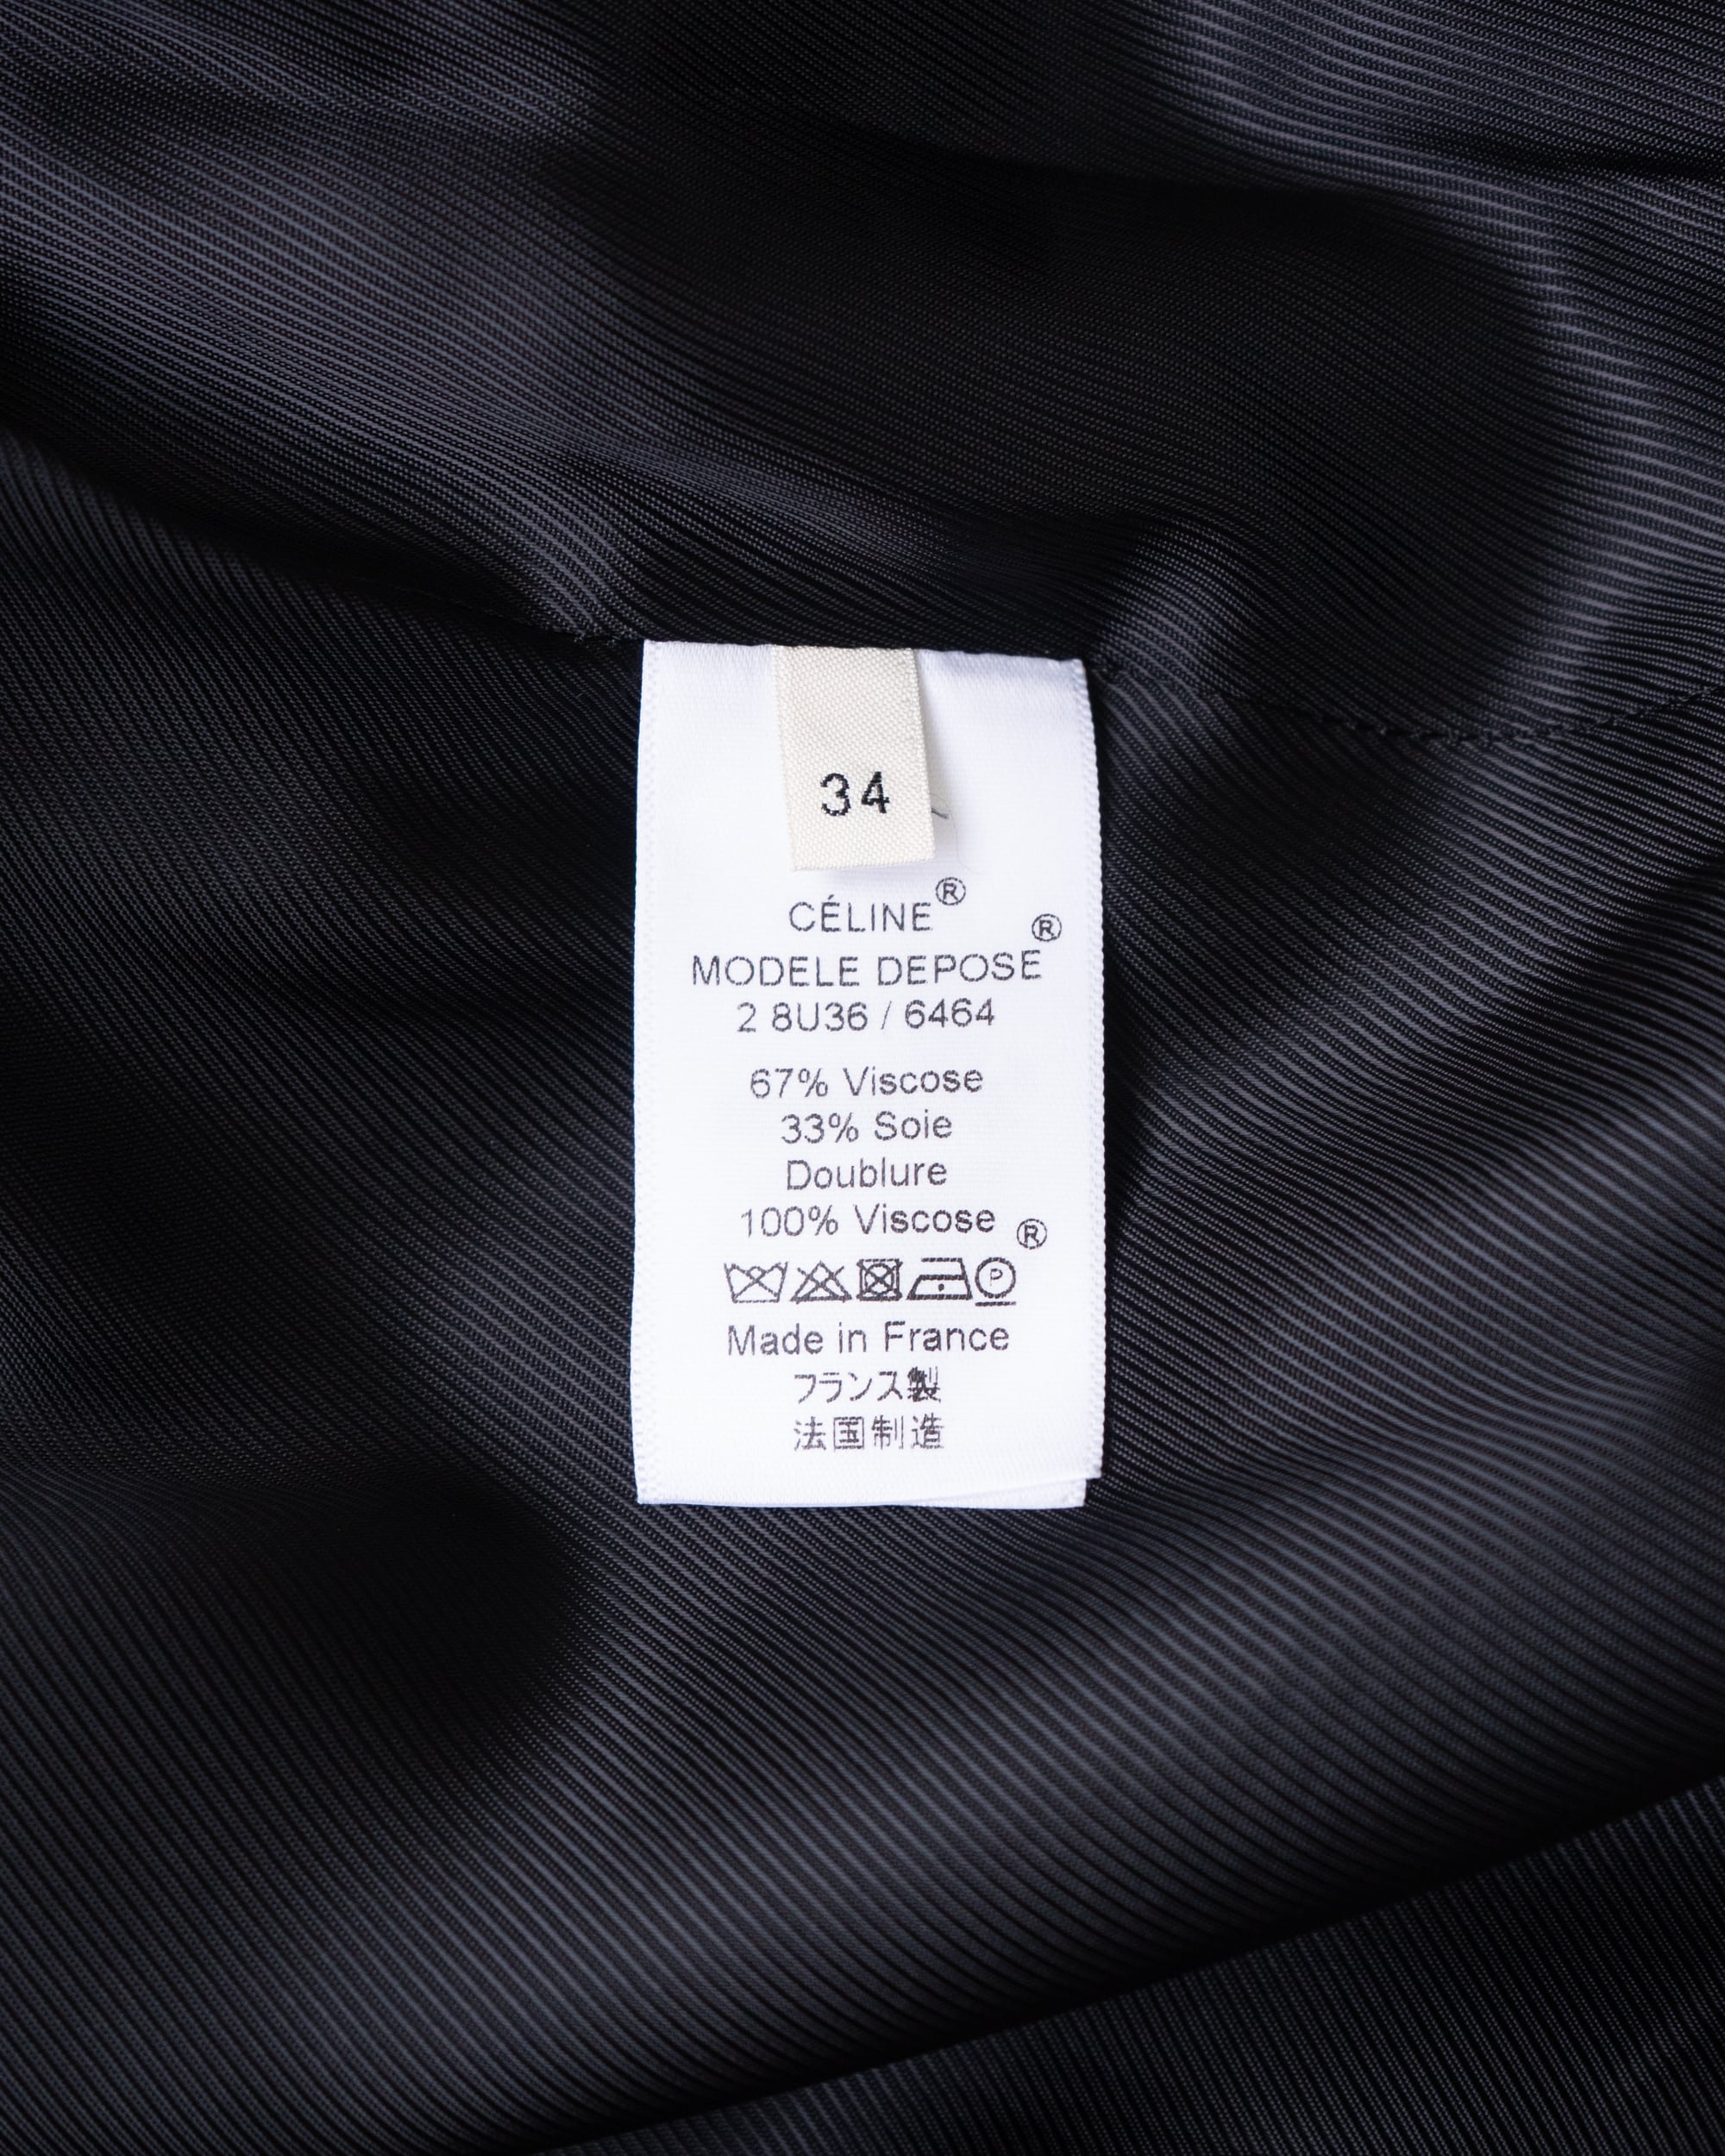 34
CÉLINE®
MODELE DEPOSE®
2 8U36 / 6464
67% Viscose
33% Soie
Doublure
100% Viscose
®
P
Made in France
フランス製
法国制造